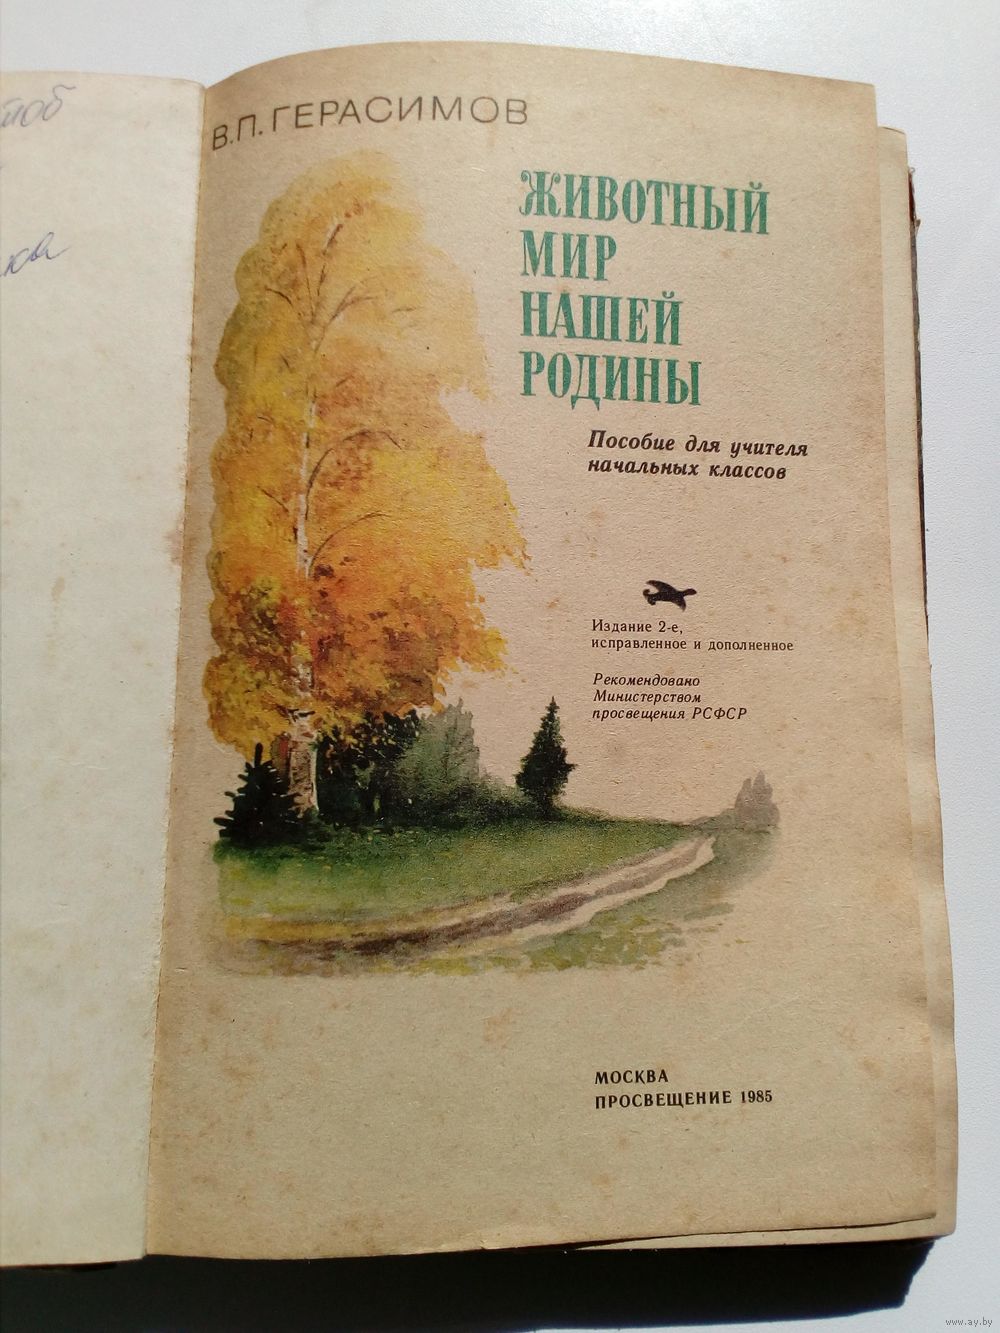 В.П. ГЕРАСИМОВ
ЖИВОТНЫЙ
МИР
НАШЕЙ
РОДИНЫ
Пособие для учителя
начальных классов
Издание 2-е,
исправленное и дополненное
Рекомендовано
Министерством
просвещения РСФСР
МОСКВА
ПРОСВЕЩЕНИЕ 1985
www.ay.by